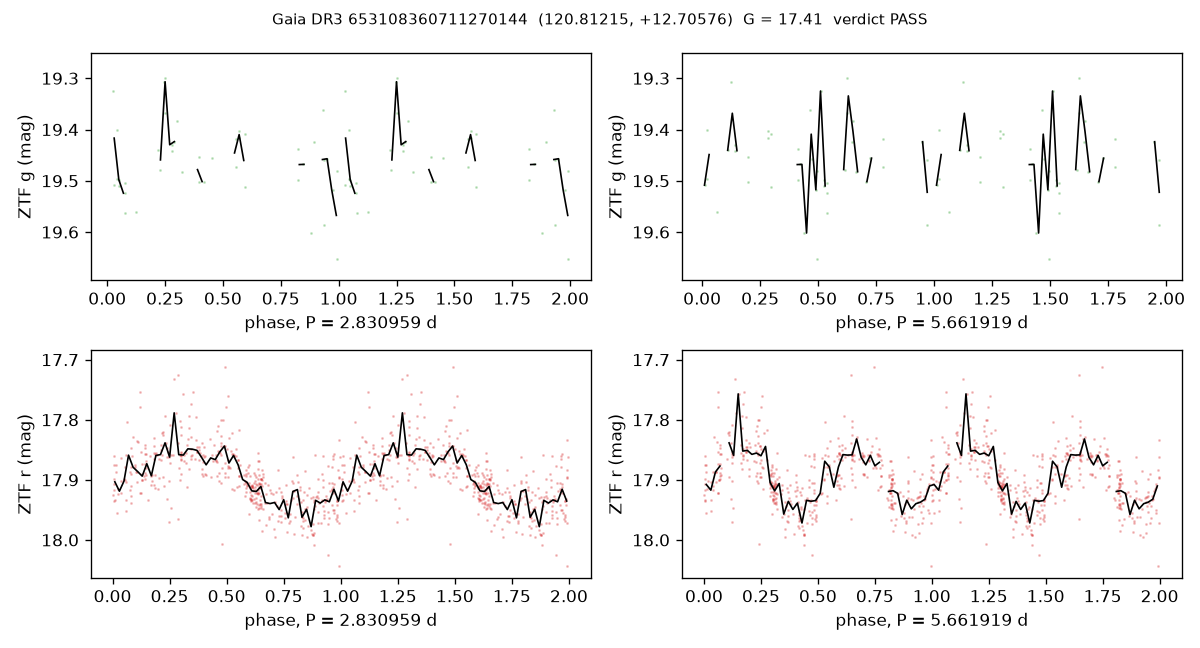 Gaia DR3 653108360711270144  (120.81215, +12.70576)  G = 17.41  verdict PASS
ZTF g (mag)
19.3
19.4
19.5
19.6
0.00 0.25 0.50 0.75 1.00 1.25 1.50 1.75 2.00
phase, P = 2.830959 d
ZTF g (mag)
19.3
19.4
19.5
19.6
0.00 0.25 0.50 0.75 1.00 1.25 1.50 1.75 2.00
phase, P = 5.661919 d
ZTF r (mag)
17.7
17.8
17.9
18.0
0.00 0.25 0.50 0.75 1.00 1.25 1.50 1.75 2.00
phase, P = 2.830959 d
ZTF r (mag)
17.7
17.8
17.9
18.0
0.00 0.25 0.50 0.75 1.00 1.25 1.50 1.75 2.00
phase, P = 5.661919 d